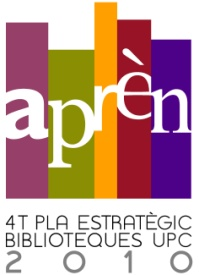 aprèn
4T PLA ESTRATÈGIC
BIBLIOTEQUES UPC
2010